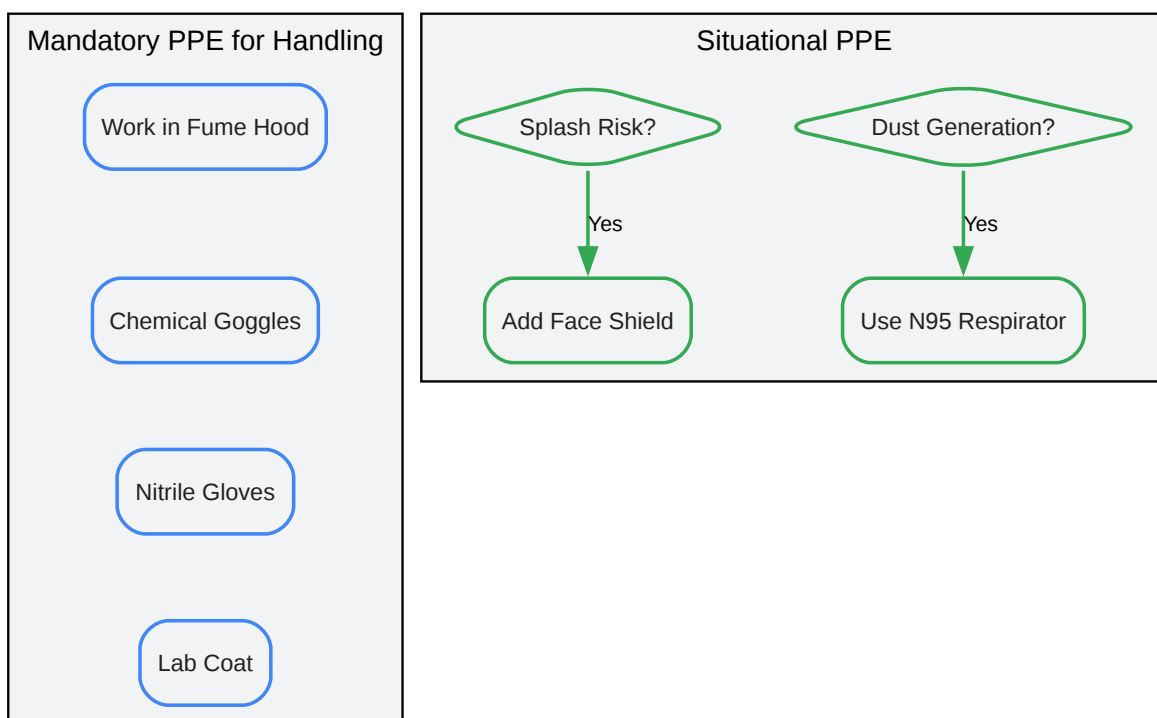 Mandatory PPE for Handling
Work in Fume Hood
Chemical Goggles
Nitrile Gloves
Lab Coat
Situational PPE
Splash Risk?
Dust Generation?
Yes
Yes
Add Face Shield
Use N95 Respirator